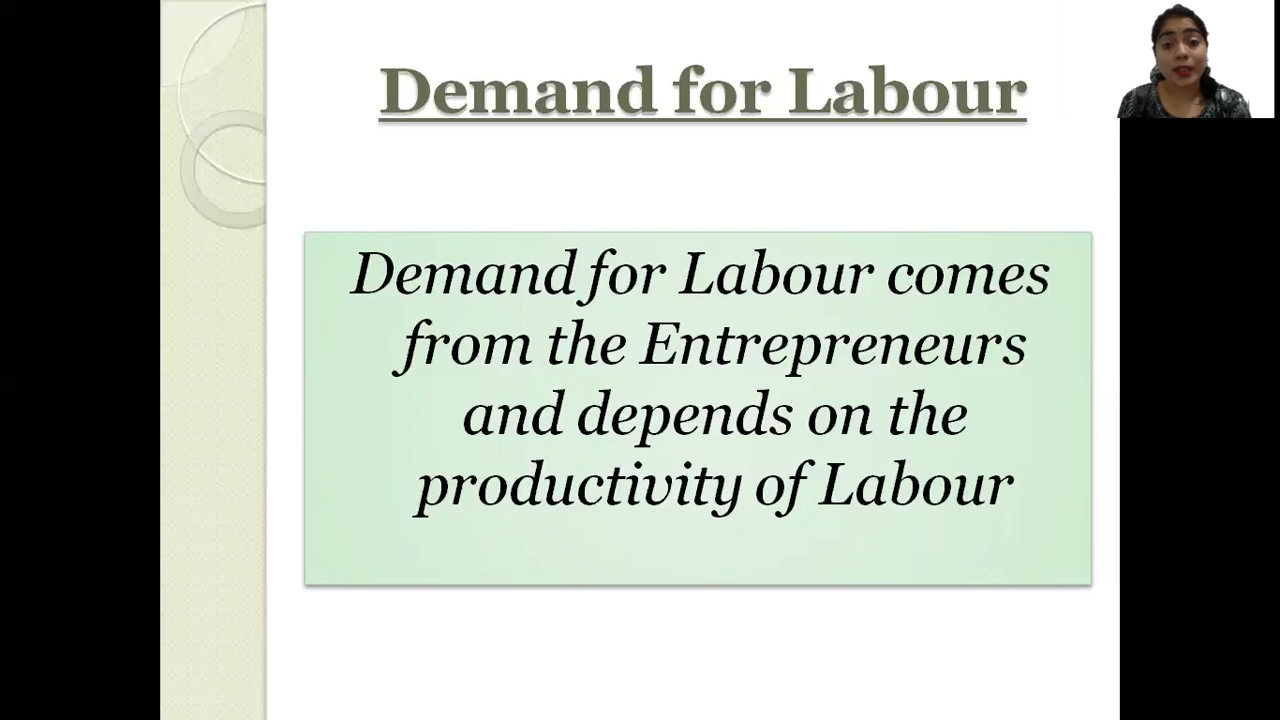 Demand for Labour
Demand for Labour comes
from the Entrepreneurs
and depends on the
productivity of Labour